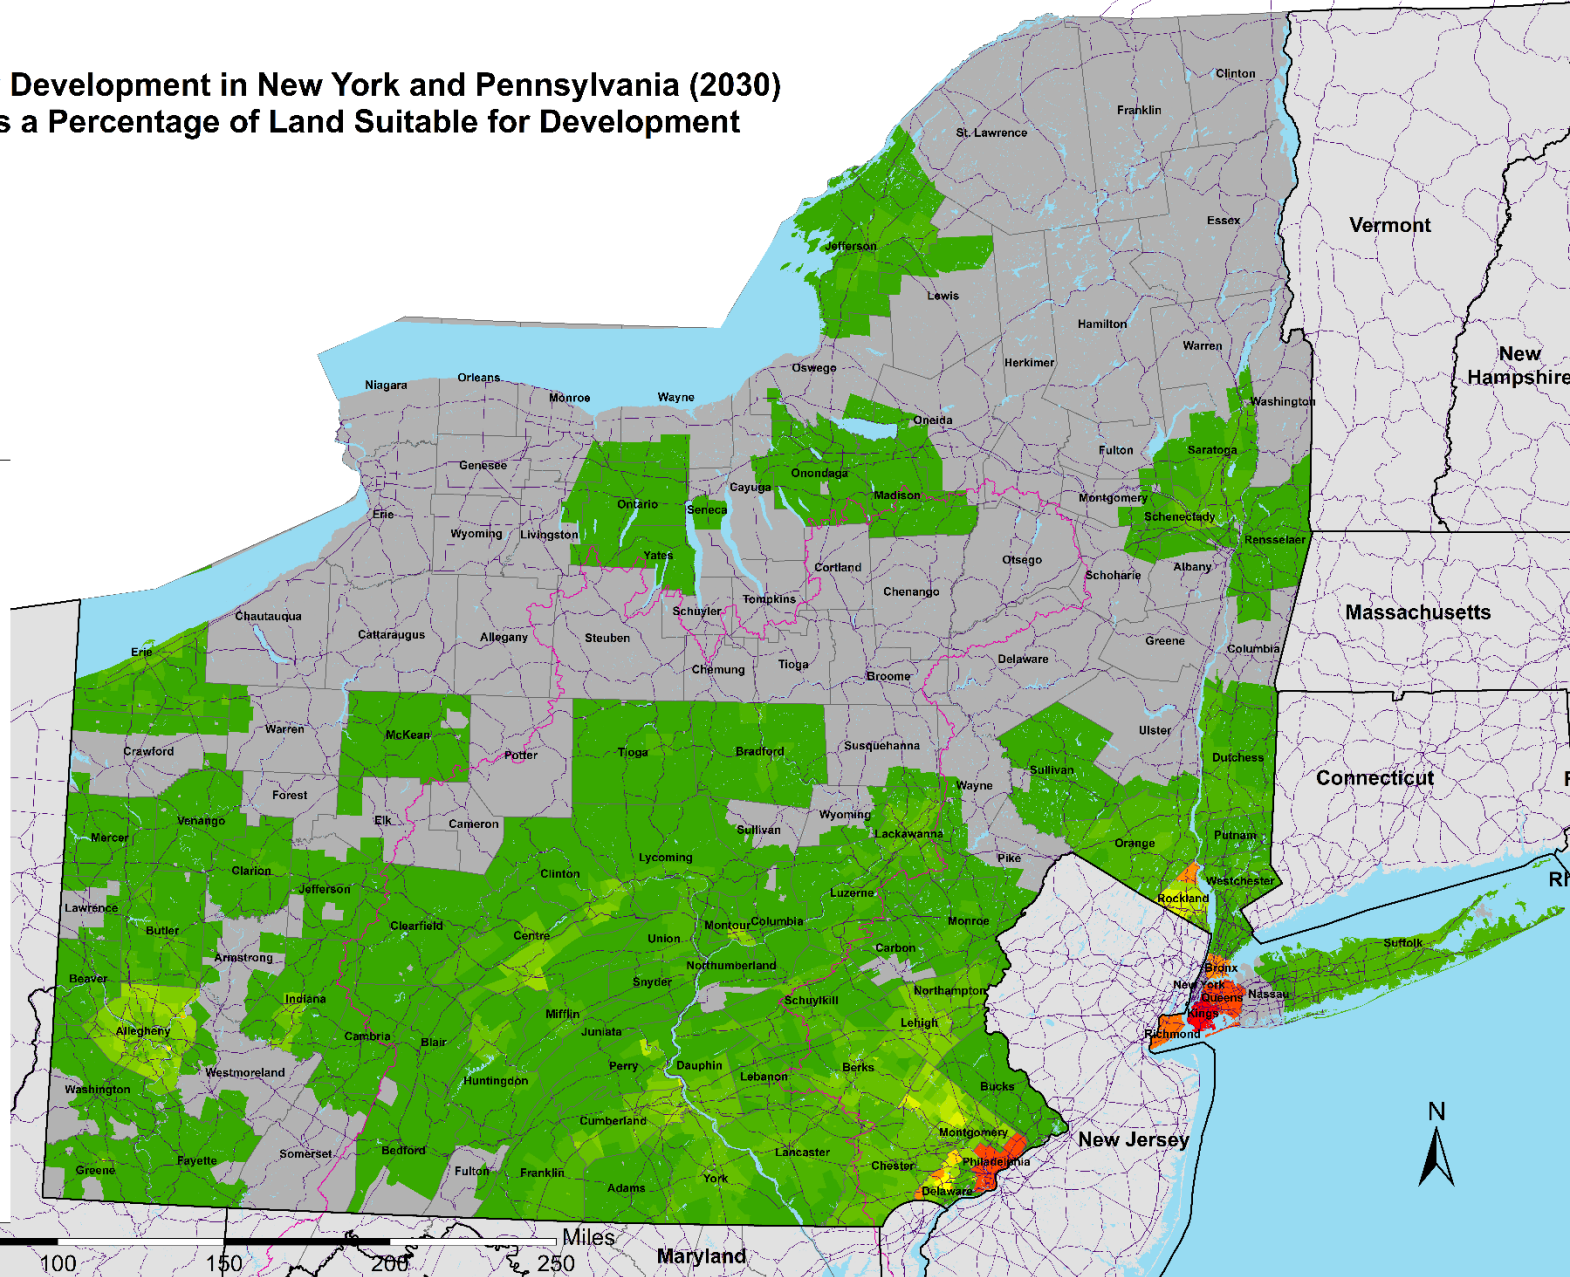 Development in New York and Pennsylvania (2030)
s a Percentage of Land Suitable for Development
Clinton
Franklin
St. Lawrence
Essex
Vermont
Jefferson
Lewis
Hamilton
Warren
New
Hampshire
Herkimer
Oswego
Niagara
Orleans
Monroe
Wayne
Washington
Oneida
Fulton
Saratoga
Genesee
Onondaga
Cayuga
Madison
Montgomery
Ontario
Seneca
Erie
Schenectady
Wyoming
Livingston
Rensselaer
Yates
Otsego
Cortland
Albany
Schoharie
Chenango
Tompkins
Schuyler
Massachusetts
Chautauqua
Cattaraugus
Allegany
Steuben
Greene
Columbia
Erie
Delaware
Chemung
Tioga
Broome
Warren
McKean
Ulster
Crawford
Potter
Tioga
Bradford
Susquehanna
Dutchess
Sullivan
Connecticut
Wayne
Forest
Elk
Cameron
Wyoming
Venango
Mercer
Sullivan
Lackawanna
Orange
Putnam
Lycoming
Pike
Clarion
Clinton
Jefferson
Luzerne
Westchester
Ri
Rockland
Lawrence
Clearfield
Montour
Columbia
Monroe
Butler
Centre
Union
Suffolk
Armstrong
Carbon
Northumberland
Bronx
Beaver
Snyder
New York
Northampton
Nassau
Indiana
Schuylkill
Queens
Mifflin
Kings
Allegheny
Juniata
Lehigh
Richmond
Cambria
Blair
Perry
Dauphin
Berks
Westmoreland
Lebanon
Huntingdon
Bucks
Washington
N
Cumberland
Montgomery
New Jersey
Somerset
Bedford
Lancaster
Fayette
Philadelphia
Greene
Fulton
Franklin
Chester
York
Adams
Delaware
Miles
Maryland
100
150
200
250